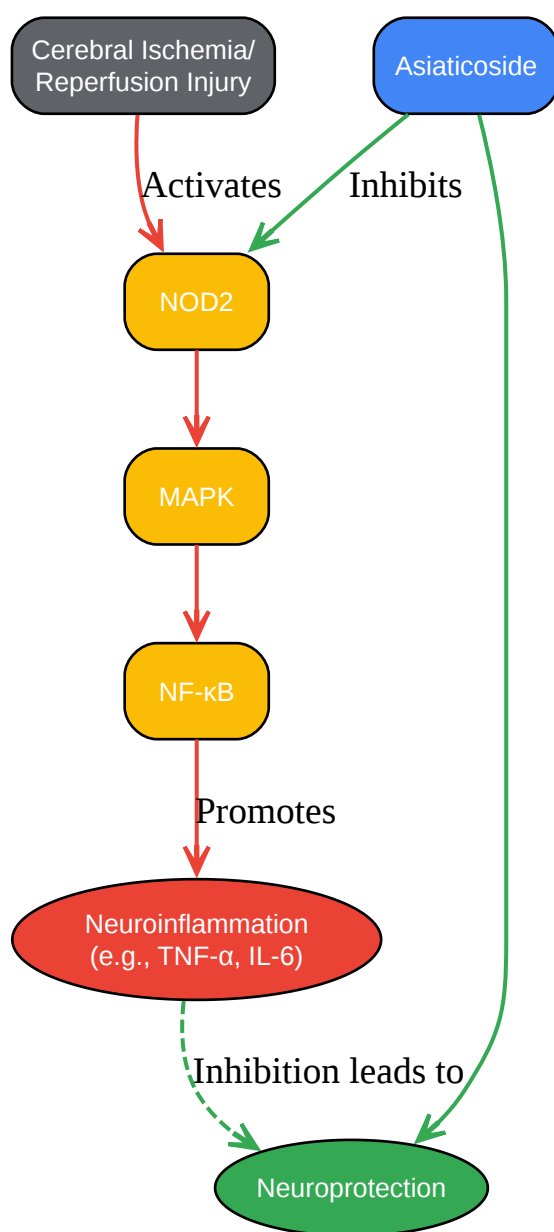 Cerebral Ischemia/
Reperfusion Injury
Asiaticoside
Activates
Inhibits
NOD2
MAPK
NF-κB
Promotes
Neuroinflammation
(e.g., TNF-α, IL-6)
Inhibition leads to
Neuroprotection